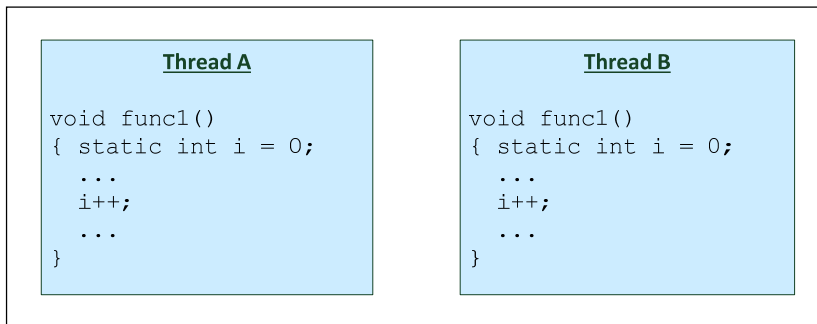 Thread A
void func1()
{ static int i = 0;
...
i++;
...
}
Thread B
void func1()
{ static int i = 0;
...
i++;
...
}